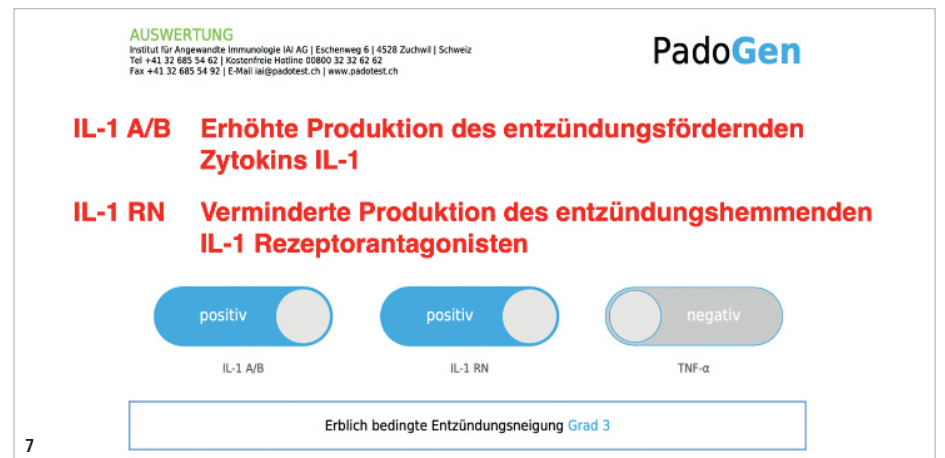 AUSWERTUNG
Institut für Angewandte Immunologie IAI AG | Eschenweg 6 | 4528 Zuchwil | Schweiz
Tel +41 32 685 54 62 | Kostenfreie Hotline 00800 32 32 62 62
Fax +41 32 685 54 92 | E-Mail iai@padotest.ch | www.padotest.ch
PadoGen
IL-1 A/B Erhöhte Produktion des entzündungsfördernden
Zytokins IL-1
IL-1 RN Verminderte Produktion des entzündungshemmenden
IL-1 Rezeptorantagonisten
positiv positiv negativ
IL-1 A/B IL-1 RN TNF-α
Erblich bedingte Entzündungsneigung Grad 3
7